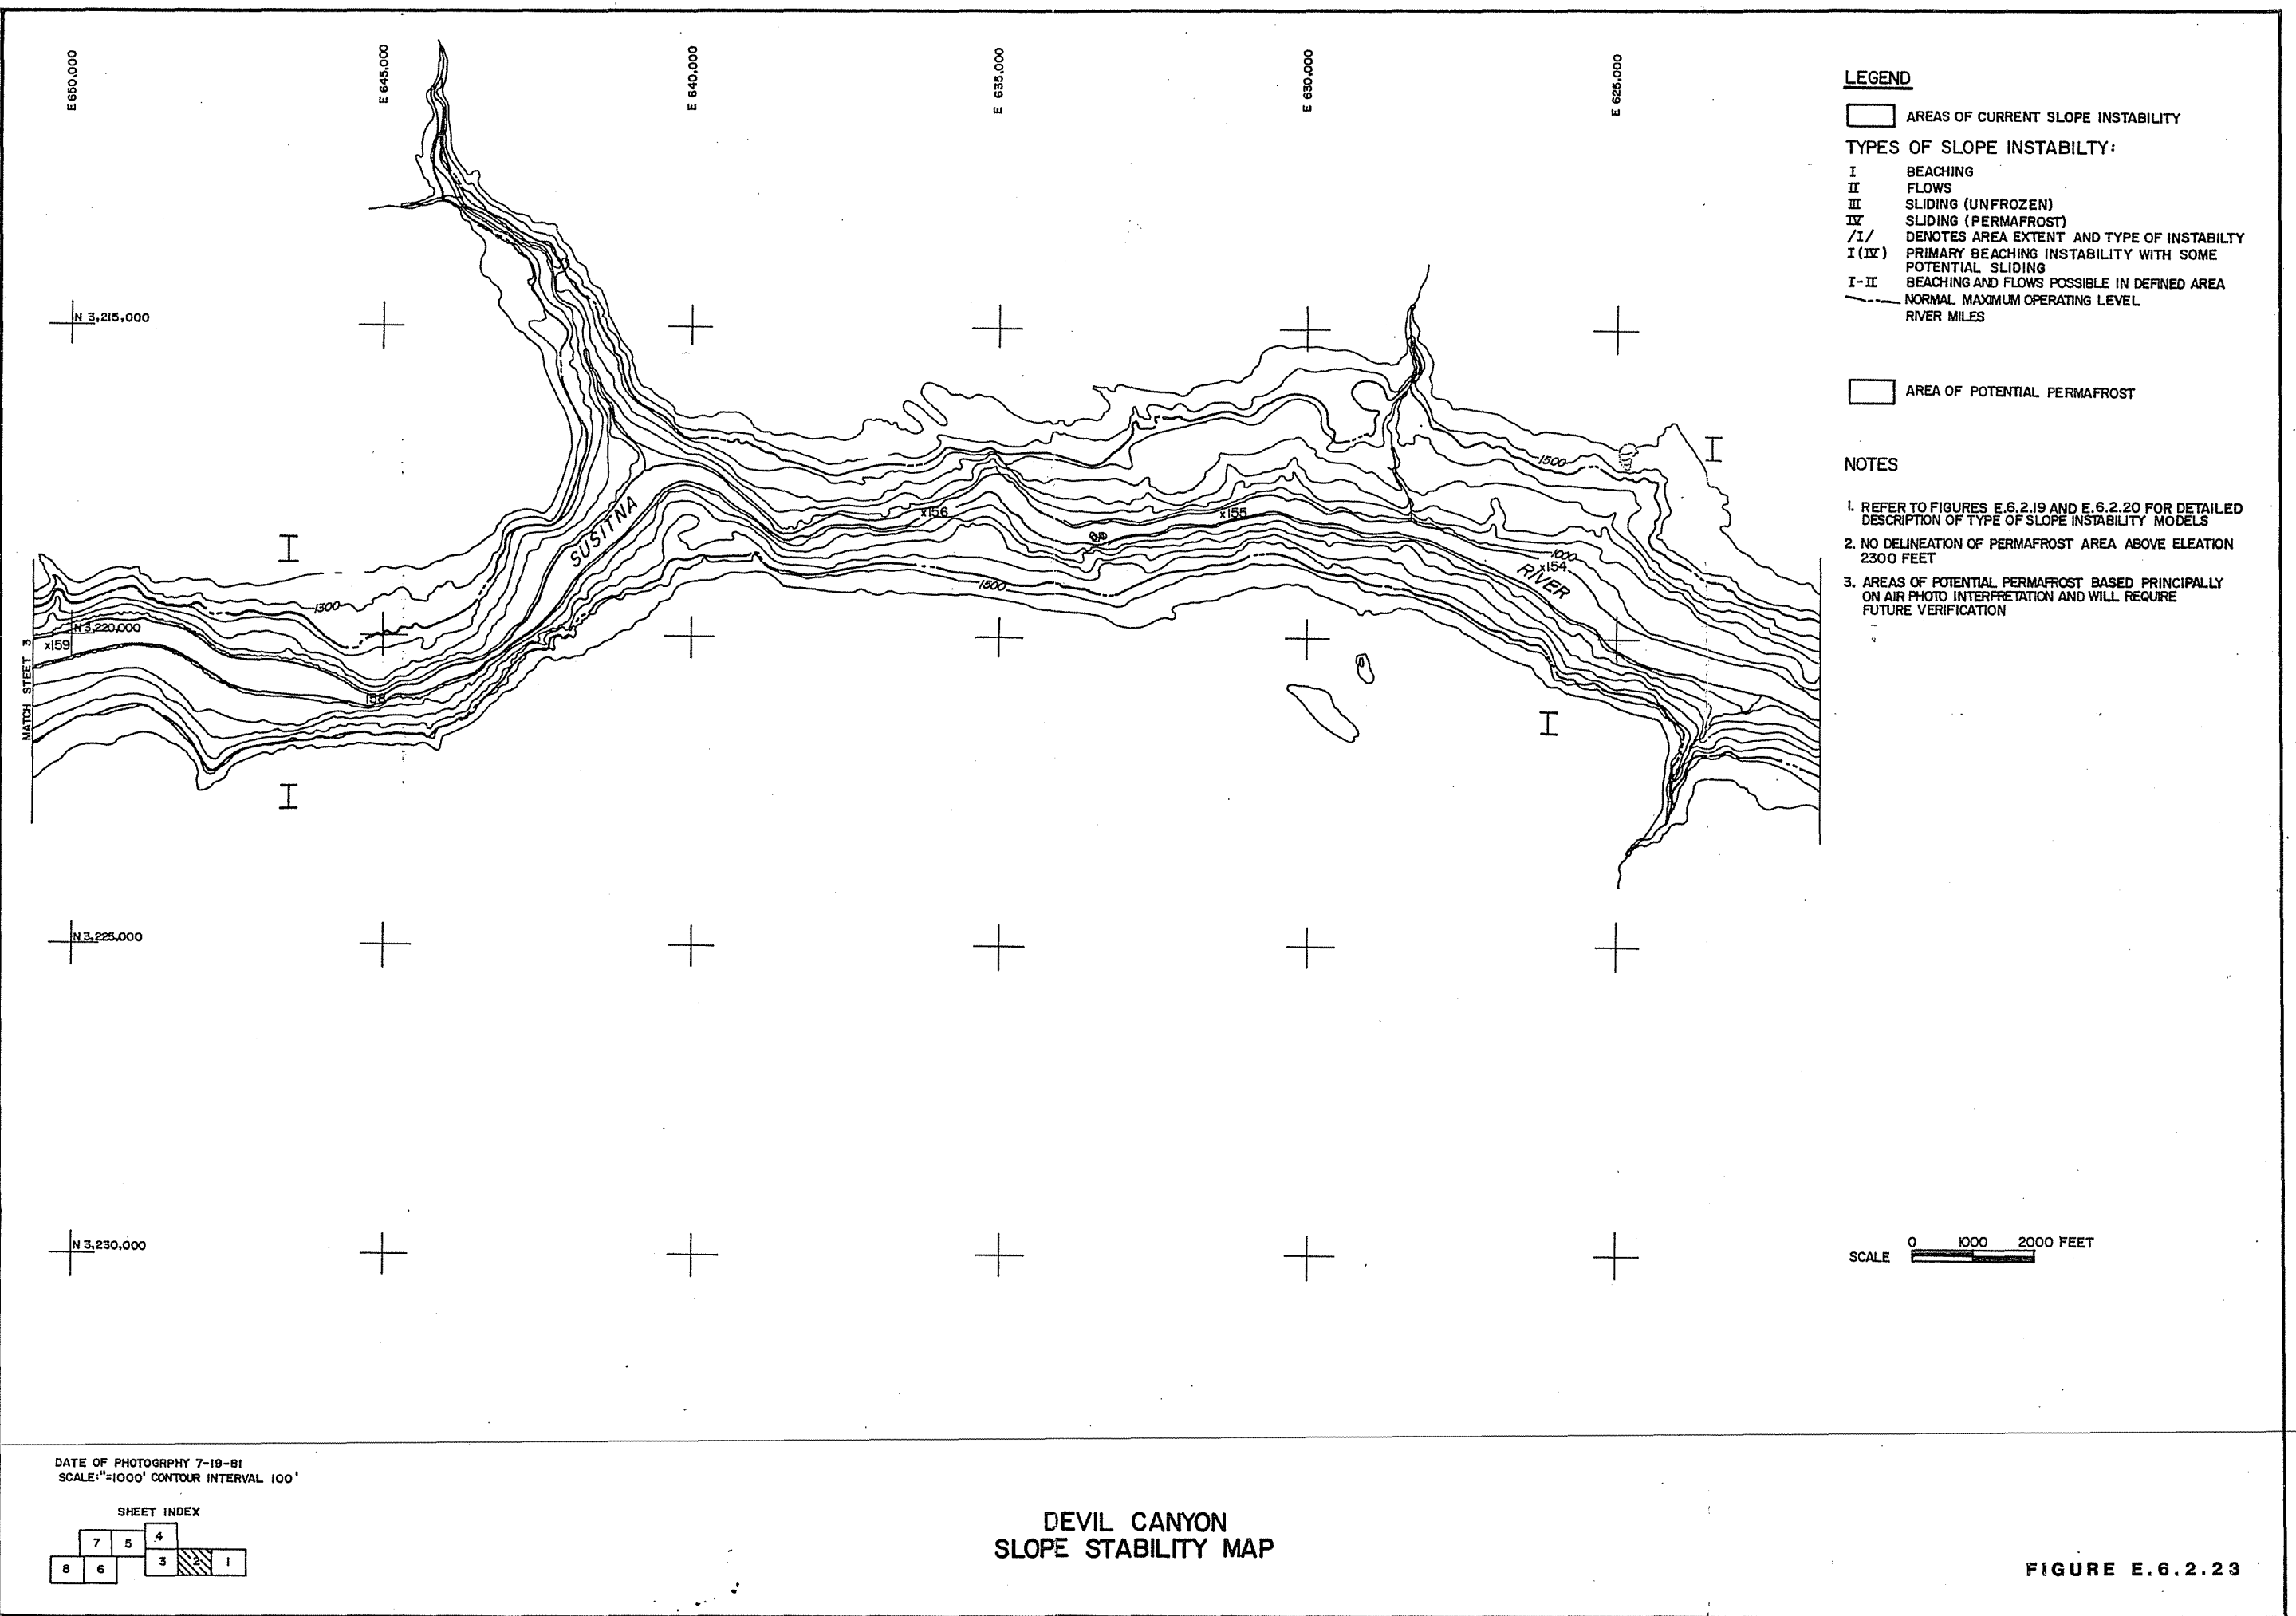 E 650,000
E 645,000
E 640,000
E 635,000
E 630,000
E 625,000
LEGEND
AREAS OF CURRENT SLOPE INSTABILITY
TYPES OF SLOPE INSTABILTY:
I BEACHING
II FLOWS
III SLIDING (UNFROZEN)
IV SLIDING (PERMAFROST)
/I/ DENOTES AREA EXTENT AND TYPE OF INSTABILTY
I(IV) PRIMARY BEACHING INSTABILITY WITH SOME
POTENTIAL SLIDING
I-II BEACHING AND FLOWS POSSIBLE IN DEFINED AREA
NORMAL MAXIMUM OPERATING LEVEL
RIVER MILES
AREA OF POTENTIAL PERMAFROST
NOTES
1. REFER TO FIGURES E.6.2.19 AND E.6.2.20 FOR DETAILED
DESCRIPTION OF TYPE OF SLOPE INSTABILITY MODELS
2. NO DELINEATION OF PERMAFROST AREA ABOVE ELEATION
2300 FEET
3. AREAS OF POTENTIAL PERMAFROST BASED PRINCIPALLY
ON AIR PHOTO INTERFRETATION AND WILL REQUIRE
FUTURE VERIFICATION
N 3,215,000
I
1500
I
SUSITNA
x156
x155
1000
x154
RIVER
1500
1300
N 3,220,000
x159
158
MATCH STEET 3
I
I
N 3,225,000
N 3,230,000
0 1000 2000 FEET
SCALE
DATE OF PHOTOGRPHY 7-19-81
SCALE:"=1000' CONTOUR INTERVAL 100'
SHEET INDEX
4
7 5
8 6 3 2 1
DEVIL CANYON
SLOPE STABILITY MAP
FIGURE E.6.2.23